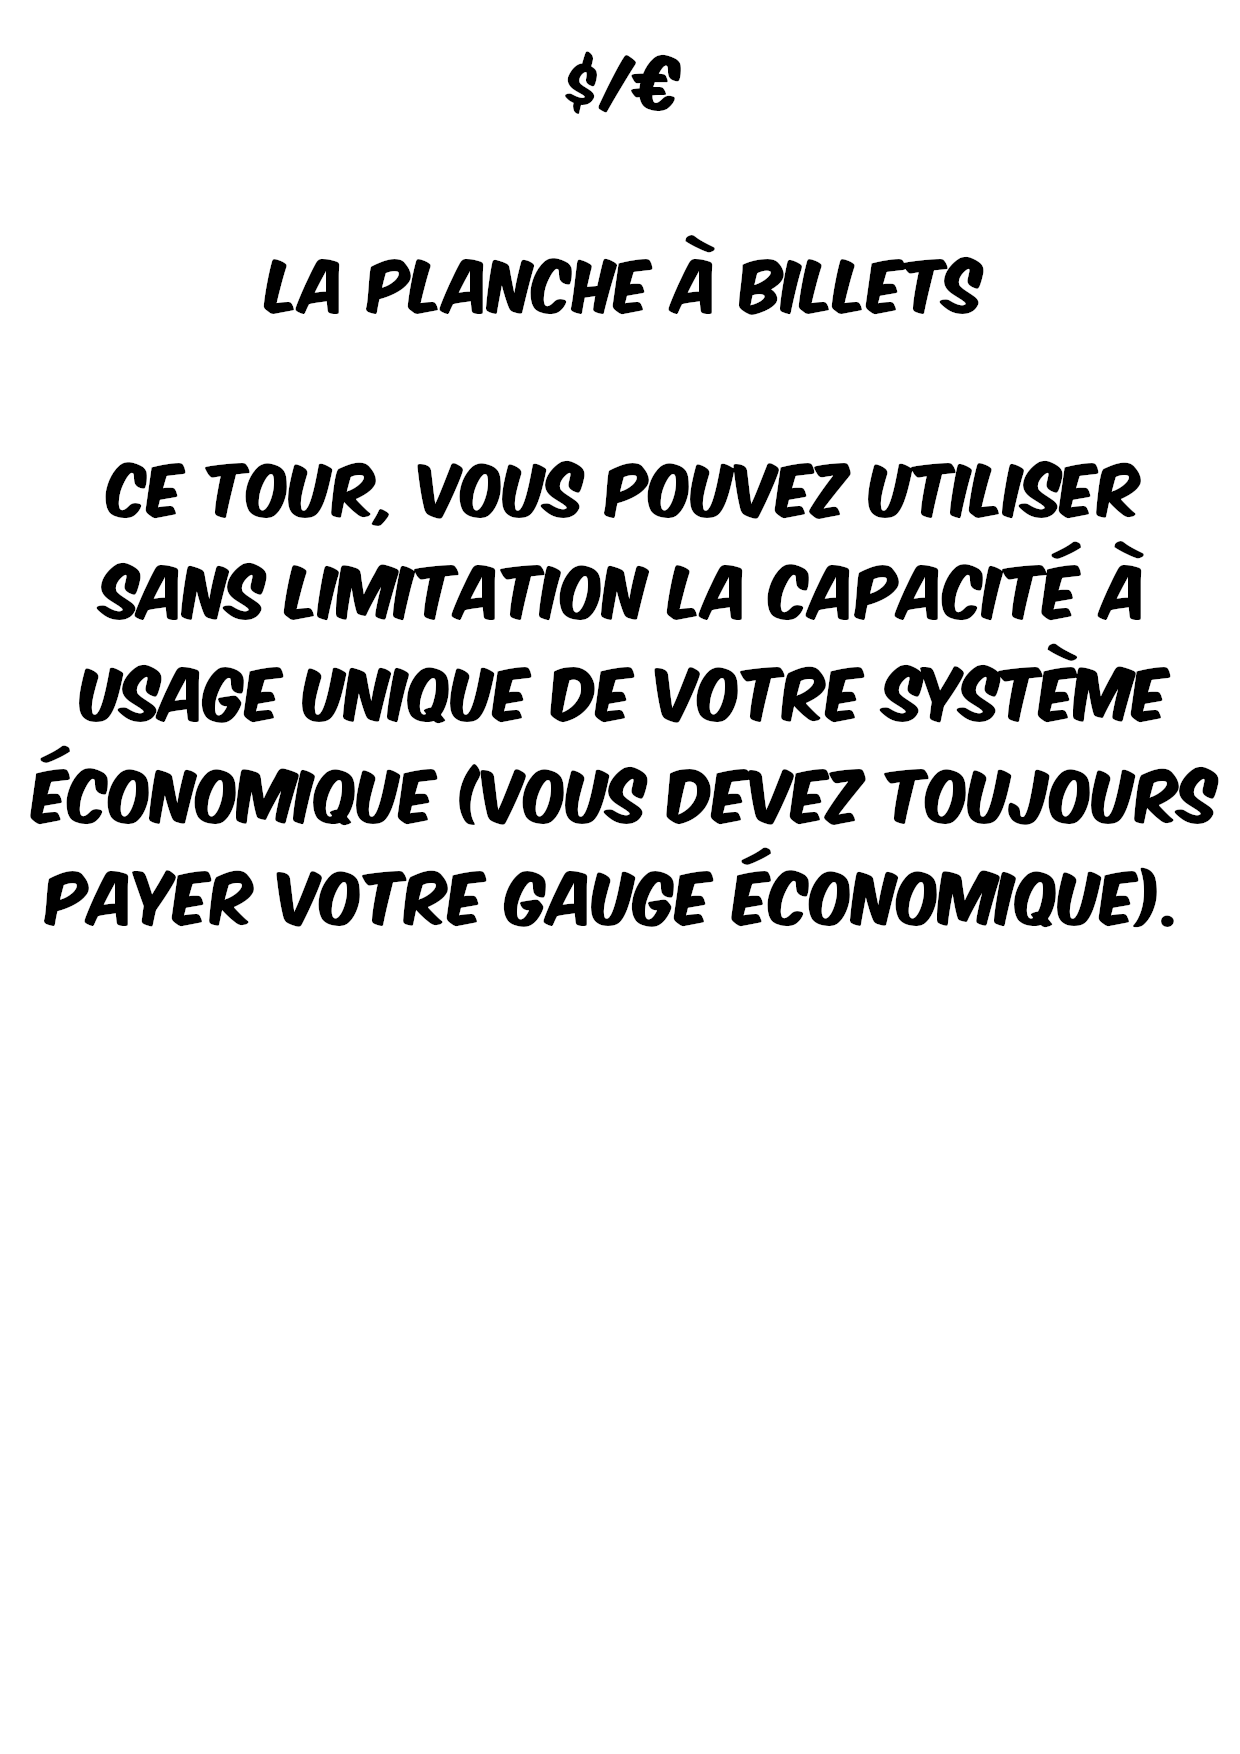 $/€
LA PLANCHE À BILLETS
CE TOUR, VOUS POUVEZ UTILISER
SANS LIMITATION LA CAPACITÉ À
USAGE UNIQUE DE VOTRE SYSTÈME
ÉCONOMIQUE (VOUS DEVEZ TOUJOURS
PAYER VOTRE GAUGE ÉCONOMIQUE).